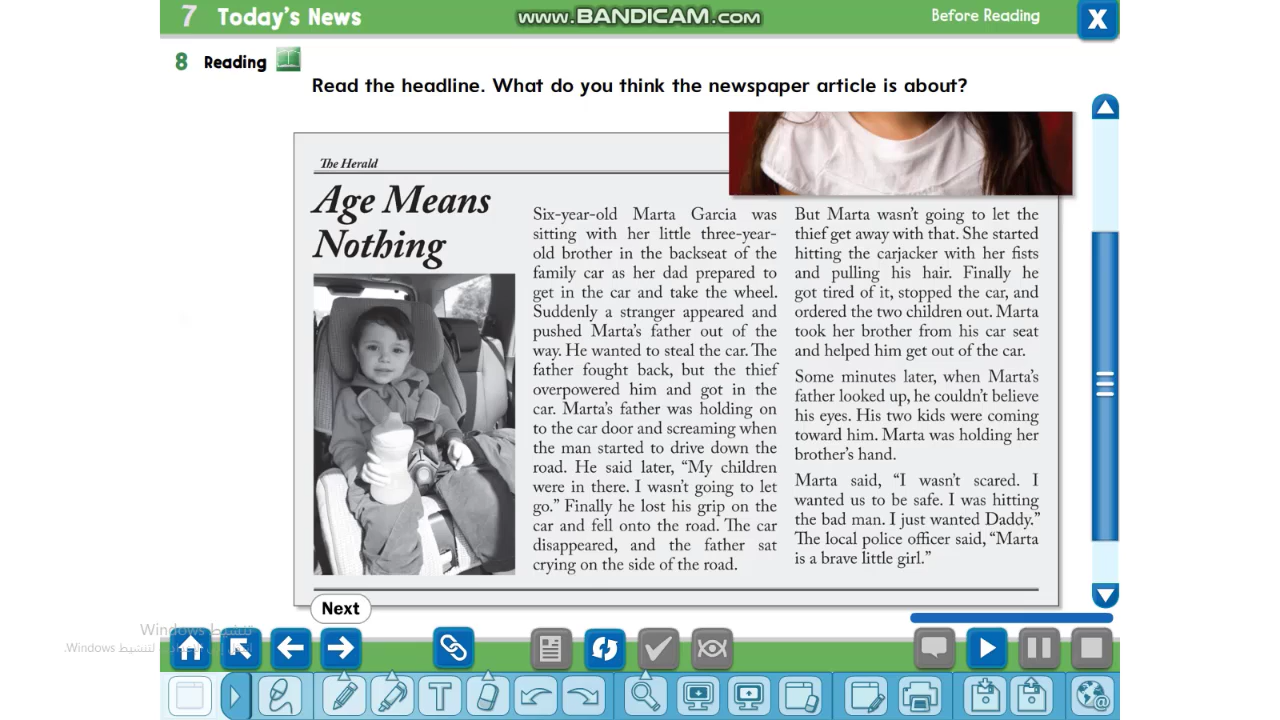 7 Today's News
www.BANDICAM.com
Before Reading
X
8 Reading
Read the headline. What do you think the newspaper article is about?
The Herald
Age Means
Nothing
Six-year-old Marta Garcia was
sitting with her little three-year-
old brother in the backseat of the
family car as her dad prepared to
get in the car and take the wheel.
Suddenly a stranger appeared and
pushed Marta's father out of the
way. He wanted to steal the car. The
father fought back, but the thief
overpowered him and got in the
car. Marta's father was holding on
to the car door and screaming when
the man started to drive down the
road. He said later, “My children
were in there. I wasn't going to let
go.” Finally he lost his grip on the
car and fell onto the road. The car
disappeared, and the father sat
crying on the side of the road.
But Marta wasn't going to let the
thief get away with that. She started
hitting the carjacker with her fists
and pulling his hair. Finally he
got tired of it, stopped the car, and
ordered the two children out. Marta
took her brother from his car seat
and helped him get out of the car.
Some minutes later, when Marta's
father looked up, he couldn't believe
his eyes. His two kids were coming
toward him. Marta was holding her
brother's hand.
Marta said, “I wasn't scared. I
wanted us to be safe. I was hitting
the bad man. I just wanted Daddy.”
The local police officer said, “Marta
is a brave little girl.”
Next
تنشيط Windows
لتنشيط Windows.
T